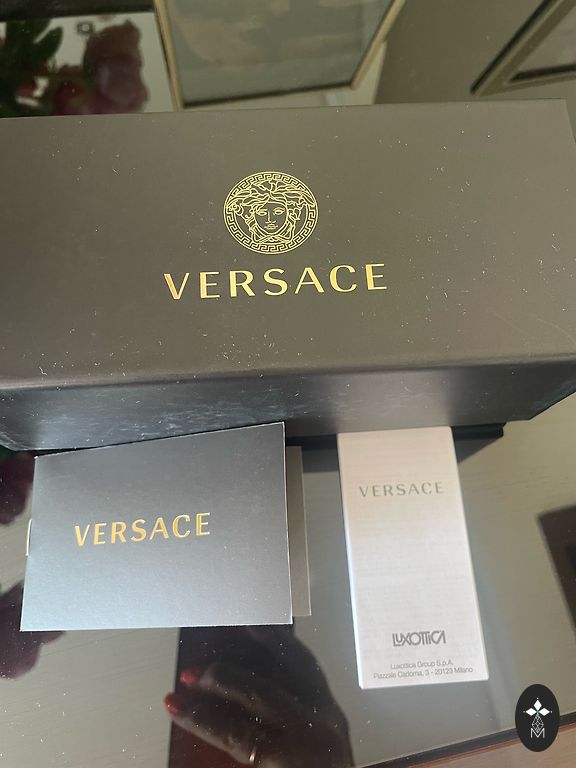 VERSACE
VERSACE
VERSACE
LUXOTTICA
Luxottica Group S.p.A.
Piazzale Cadorna, 3 - 20123 Milano
M